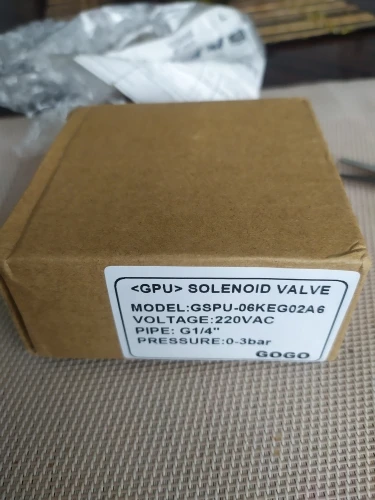 <GPU> SOLENOID VALVE
MODEL:GSPU-06KEG02A6
VOLTAGE:220VAC
PIPE: G1/4"
PRESSURE:0-3bar
GOGO